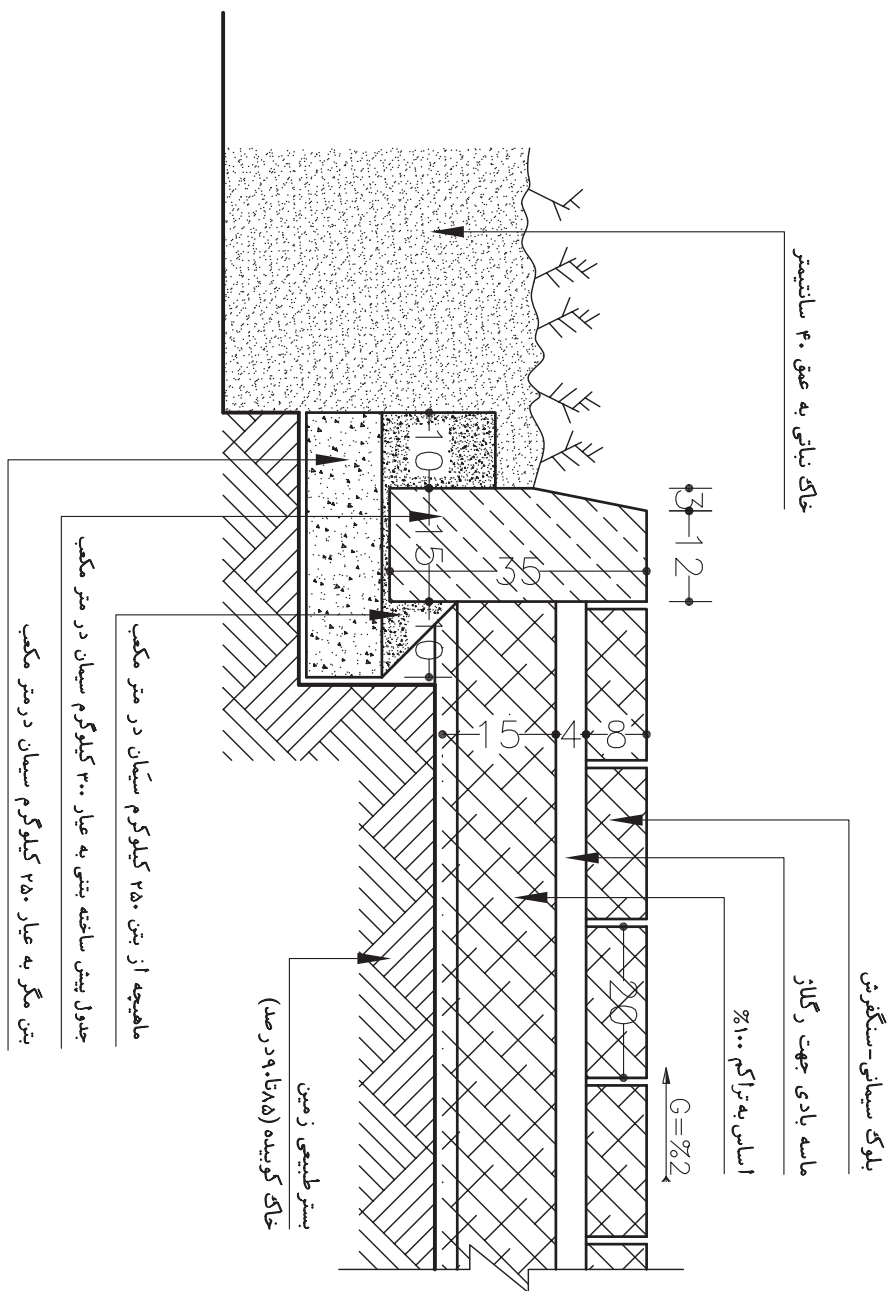 خاک نباتی به عمق ۴۰ سانتیمتر
بلوک سیمانی-سنگفرش
ماسه بادی جهت رگلاژ
اساس به تراکم ۱۰۰%
G=%2
3
12
35
10
15
10
15
4
8
20
بستر طبیعی زمین
خاک کوبیده (۸۵تا۹۰درصد)
ماهیچه از بتن ۲۵۰ کیلوگرم سیمان در متر مکعب
جدول پیش ساخته بتنی به عیار ۳۰۰ کیلوگرم سیمان در متر مکعب
بتن مگر به عیار ۲۵۰ کیلوگرم سیمان درمتر مکعب